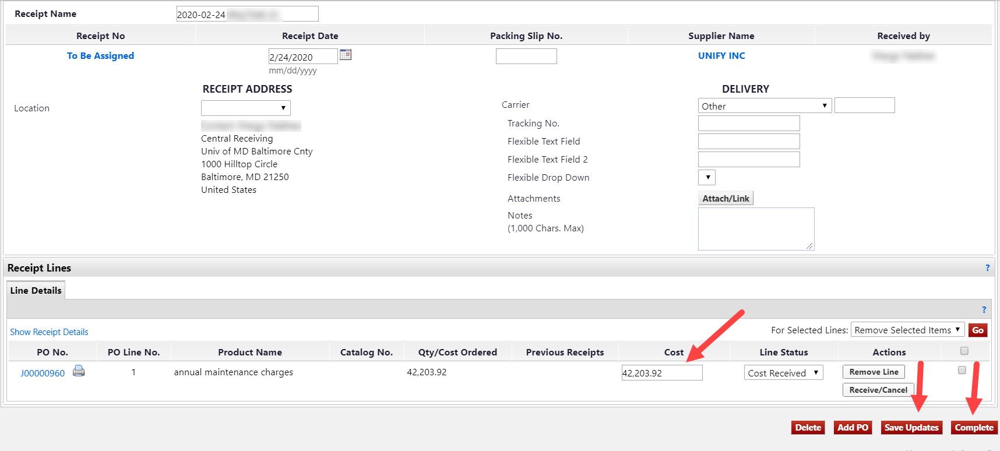 Receipt Name 2020-02-24
Receipt No Receipt Date Packing Slip No. Supplier Name Received by
To Be Assigned 2/24/2020 UNIFY INC
mm/dd/yyyy
RECEIPT ADDRESS DELIVERY
Location
Carrier Other
Tracking No.
Central Receiving
Flexible Text Field
Univ of MD Baltimore Cnty
Flexible Text Field 2
1000 Hilltop Circle
Baltimore, MD 21250
Flexible Drop Down
United States
Attachments Attach/Link
Notes
(1,000 Chars. Max)
Receipt Lines ?
Line Details
?
Show Receipt Details For Selected Lines: Remove Selected Items Go
PO No. PO Line No. Product Name Catalog No. Qty/Cost Ordered Previous Receipts Cost Line Status Actions
J00000960 1 annual maintenance charges 42,203.92 42,203.92 Cost Received Remove Line
Receive/Cancel
Delete Add PO Save Updates Complete